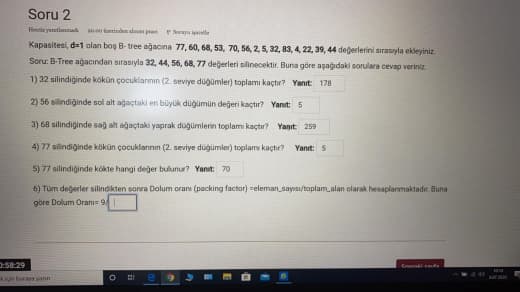 Soru 2
Henüz yanıtlanmadı 20,00 üzerinden alınan puan Soruyu işaretle
Kapasitesi, d=1 olan boş B- tree ağacına 77, 60, 68, 53, 70, 56, 2, 5, 32, 83, 4, 22, 39, 44 değerlerini sırasıyla ekleyiniz.
Soru: B-Tree ağacından sırasıyla 32, 44, 56, 68, 77 değerleri silinecektir. Buna göre aşağıdaki sorulara cevap veriniz.
1) 32 silindiğinde kökün çocuklarının (2. seviye düğümler) toplamı kaçtır? Yanıt: 178
2) 56 silindiğinde sol alt ağaçtaki en büyük düğümün değeri kaçtır? Yanıt: 5
3) 68 silindiğinde sağ alt ağaçtaki yaprak düğümlerin toplamı kaçtır? Yanıt: 259
4) 77 silindiğinde kökün çocuklarının (2. seviye düğümler) toplamı kaçtır? Yanıt: 5
5) 77 silindiğinde kökte hangi değer bulunur? Yanıt: 70
6) Tüm değerler silindikten sonra Dolum oranı (packing factor) =eleman_sayısı/toplam_alan olarak hesaplanmaktadır. Buna
göre Dolum Oranı= 9/
0:58:29
Sonraki sayfa